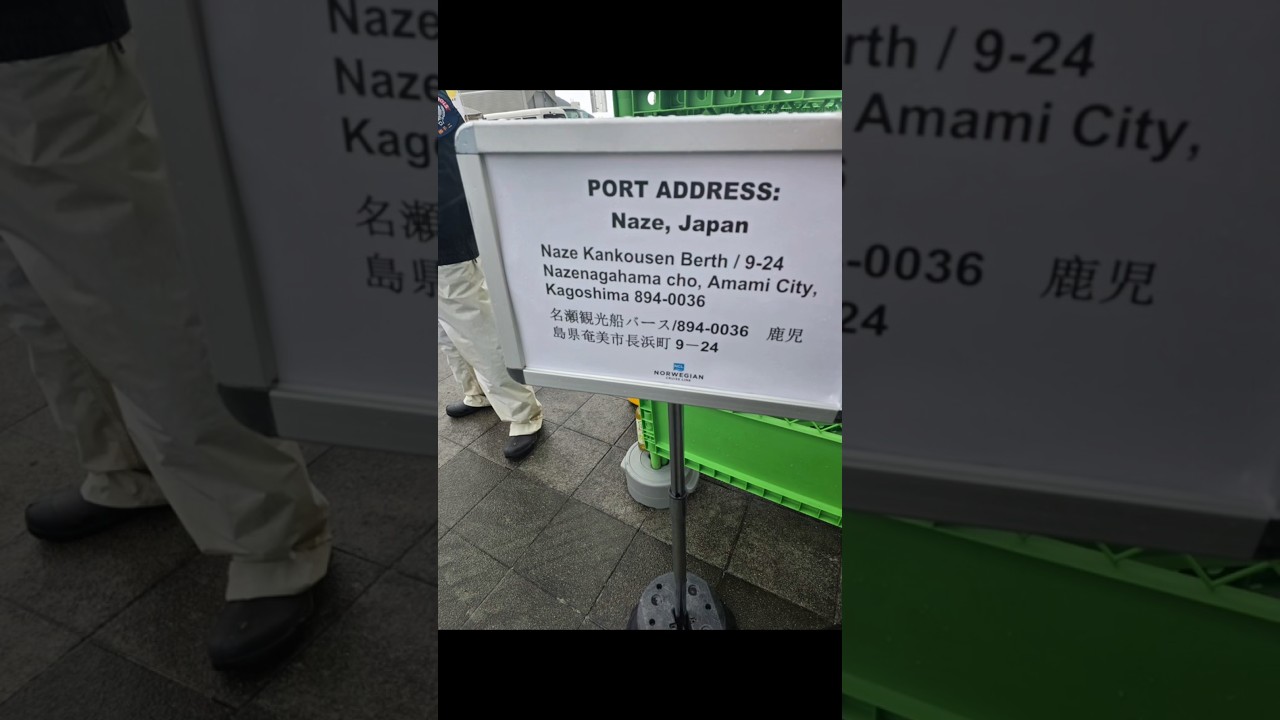 PORT ADDRESS:
Naze, Japan
Naze Kankousen Berth / 9-24
Nazenagahama cho, Amami City,
Kagoshima 894-0036
名瀬観光船バース/894-0036　鹿児
島県奄美市長浜町 9－24
NORWEGIAN
CRUISE LINE